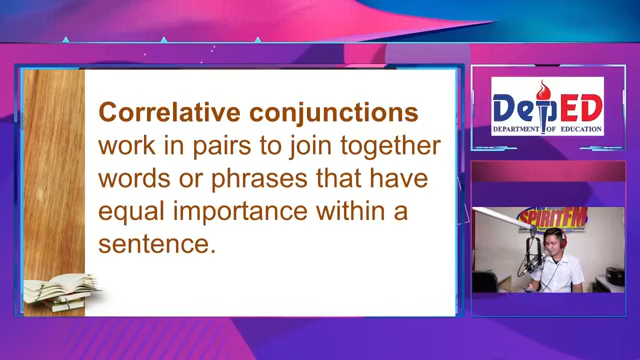 Correlative conjunctions
work in pairs to join together
words or phrases that have
equal importance within a
sentence.
DepED
DEPARTMENT OF EDUCATION
SPIRITFM